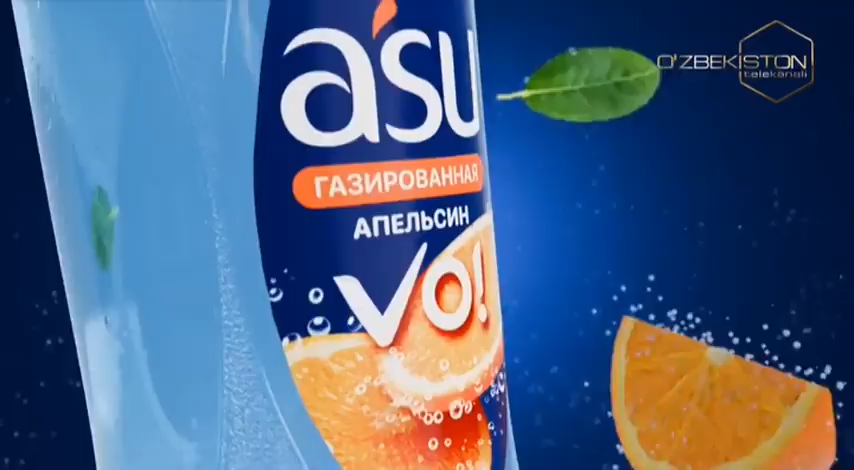 asu
ГАЗИРОВАННАЯ
АПЕЛЬСИН
VO!
O'ZBEKISTON
telekanali